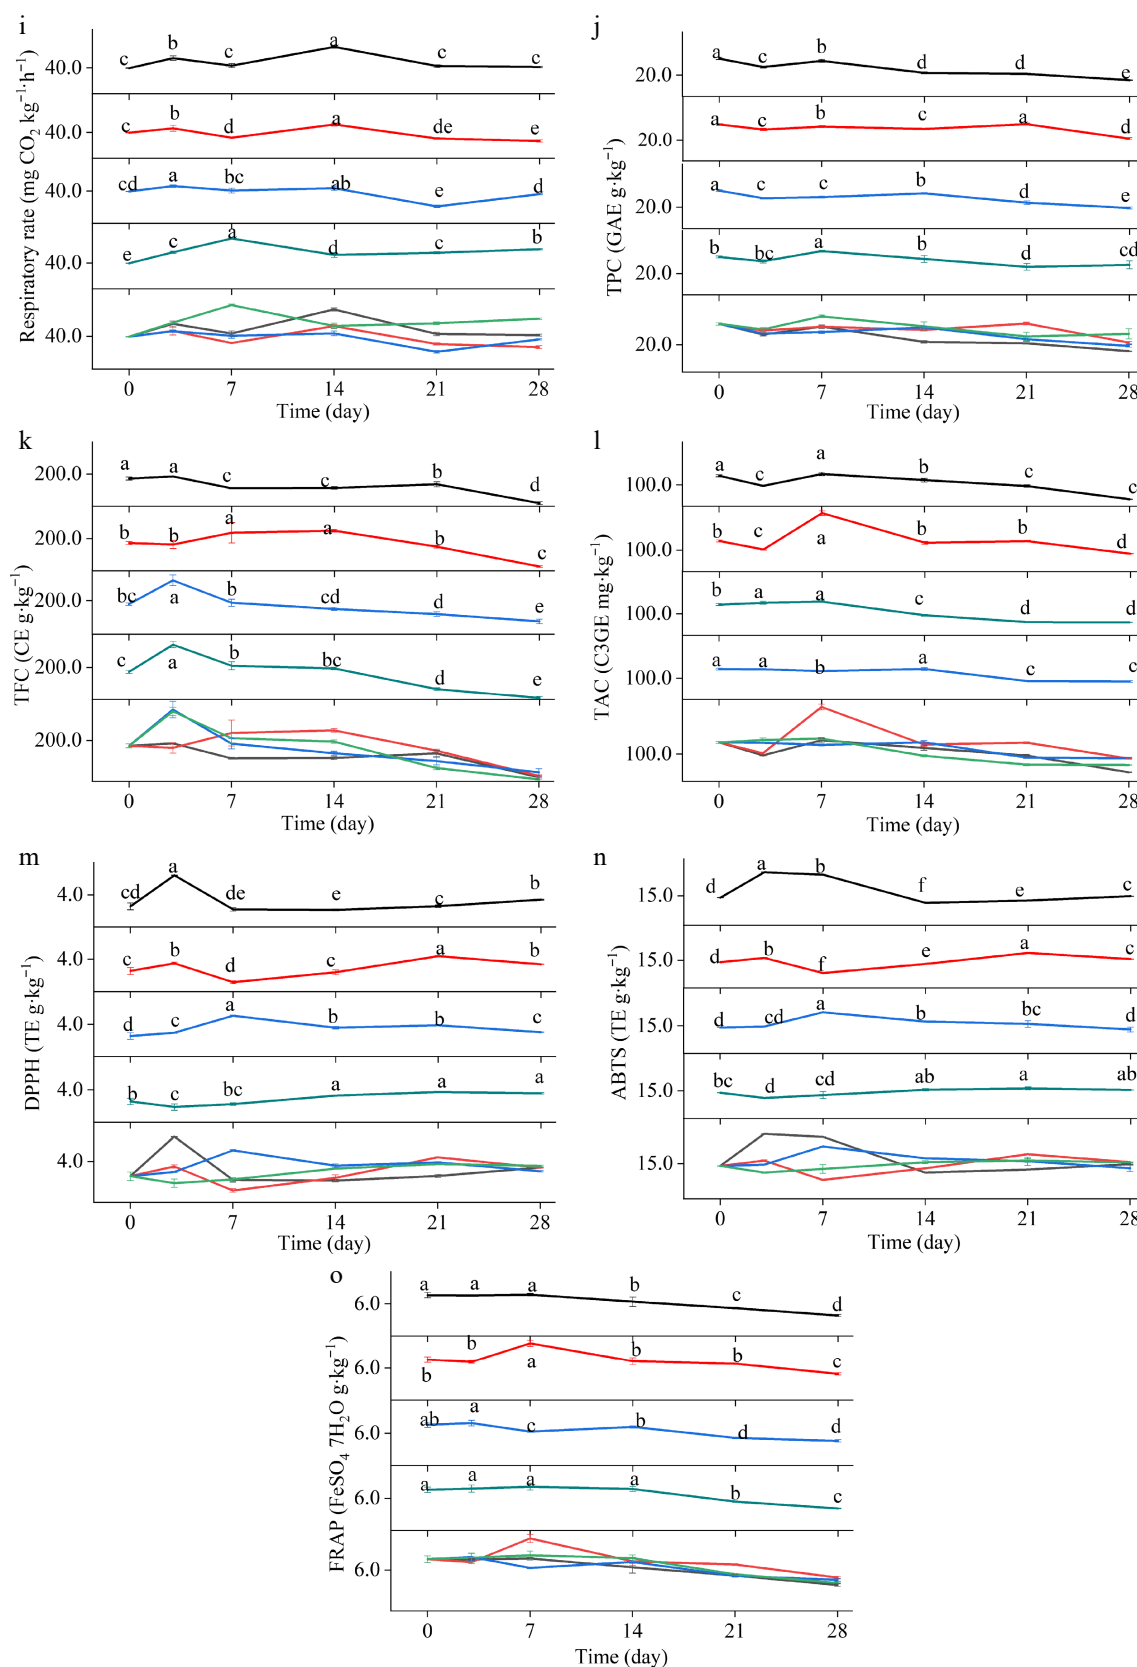 i
Respiratory rate (mg CO₂ kg⁻¹·h⁻¹)
c b c a c c
40.0
c b d a de e
40.0
cd a bc ab e d
40.0
e c a d c b
40.0
40.0
0 7 14 21 28
Time (day)
j
TPC (GAE g·kg⁻¹)
a c b d d e
20.0
a c b c a d
20.0
a c c b d e
20.0
b bc a b d cd
20.0
20.0
0 7 14 21 28
Time (day)
k
TFC (CE g·kg⁻¹)
a a c c b d
200.0
b b a a b c
200.0
bc a b cd d e
200.0
c a b bc d e
200.0
200.0
0 7 14 21 28
Time (day)
l
TAC (C3GE mg·kg⁻¹)
a c a b c c
100.0
b c a b b d
100.0
b a a c d d
100.0
a a b a c c
100.0
100.0
0 7 14 21 28
Time (day)
m
DPPH (TE g·kg⁻¹)
cd a de e c b
4.0
c b d c a b
4.0
d c a b b c
4.0
b c bc a a a
4.0
4.0
0 7 14 21 28
Time (day)
n
ABTS (TE g·kg⁻¹)
d a b f e c
15.0
d b f e a c
15.0
d cd a b bc d
15.0
bc d cd ab a ab
15.0
15.0
0 7 14 21 28
Time (day)
o
FRAP (FeSO₄ 7H₂O g·kg⁻¹)
a a a b c d
6.0
b b a b b c
6.0
ab a c b d d
6.0
a a a a b c
6.0
6.0
0 7 14 21 28
Time (day)